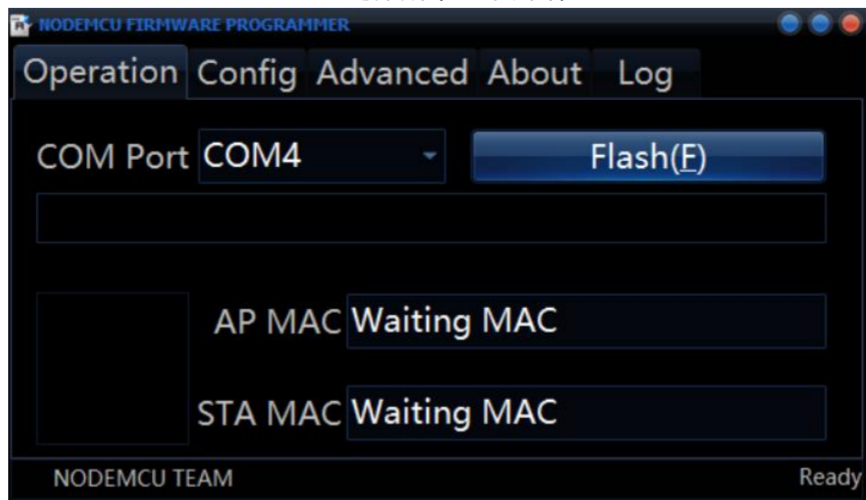 NODEMCU FIRMWARE PROGRAMMER
Operation Config Advanced About Log
COM Port COM4 Flash(F)
AP MAC Waiting MAC
STA MAC Waiting MAC
NODEMCU TEAM Ready